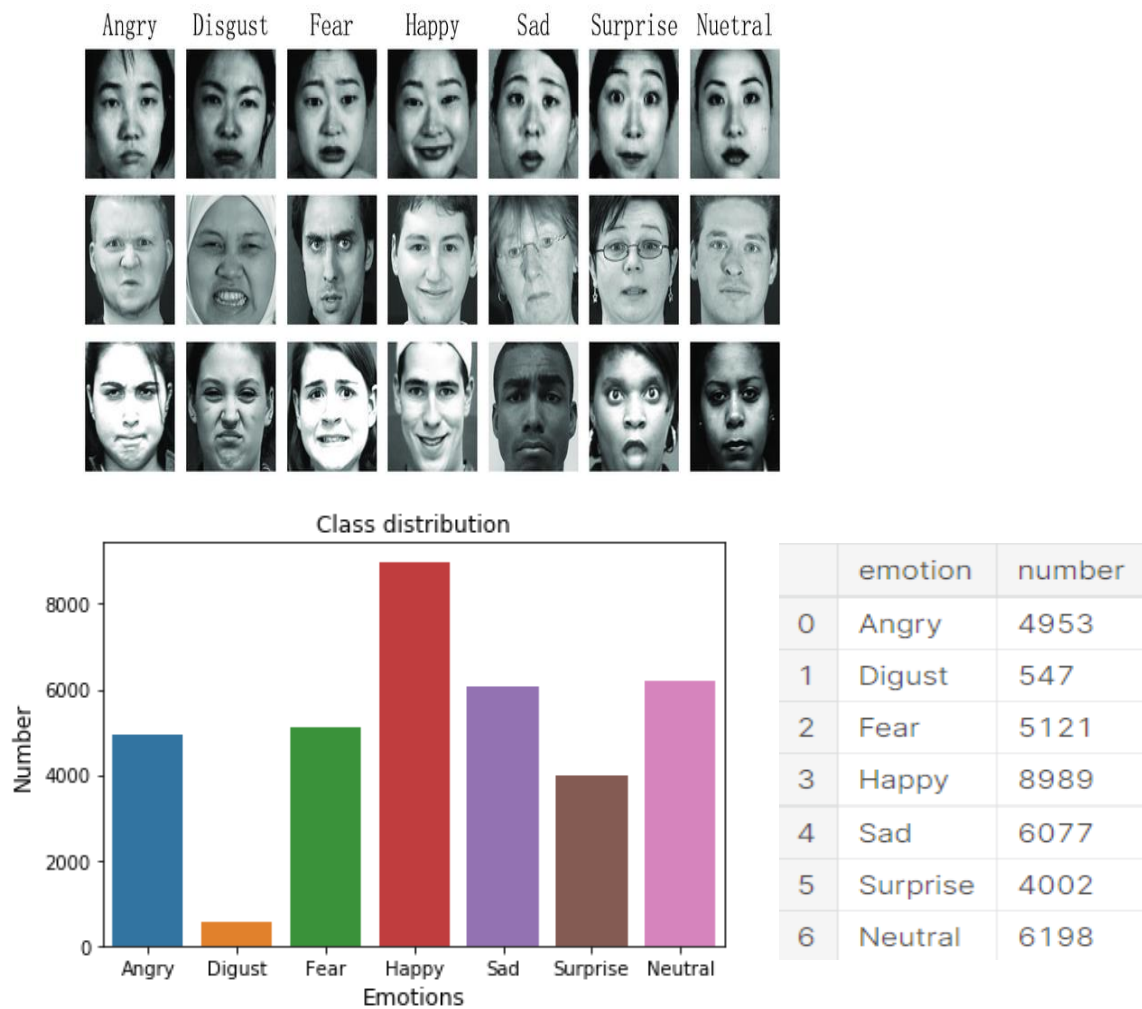 Angry Disgust Fear Happy Sad Surprise Nuetral
Class distribution
8000
6000
4000
2000
0
Number
Angry Digust Fear Happy Sad Surprise Neutral
Emotions
emotion number
0 Angry 4953
1 Digust 547
2 Fear 5121
3 Happy 8989
4 Sad 6077
5 Surprise 4002
6 Neutral 6198